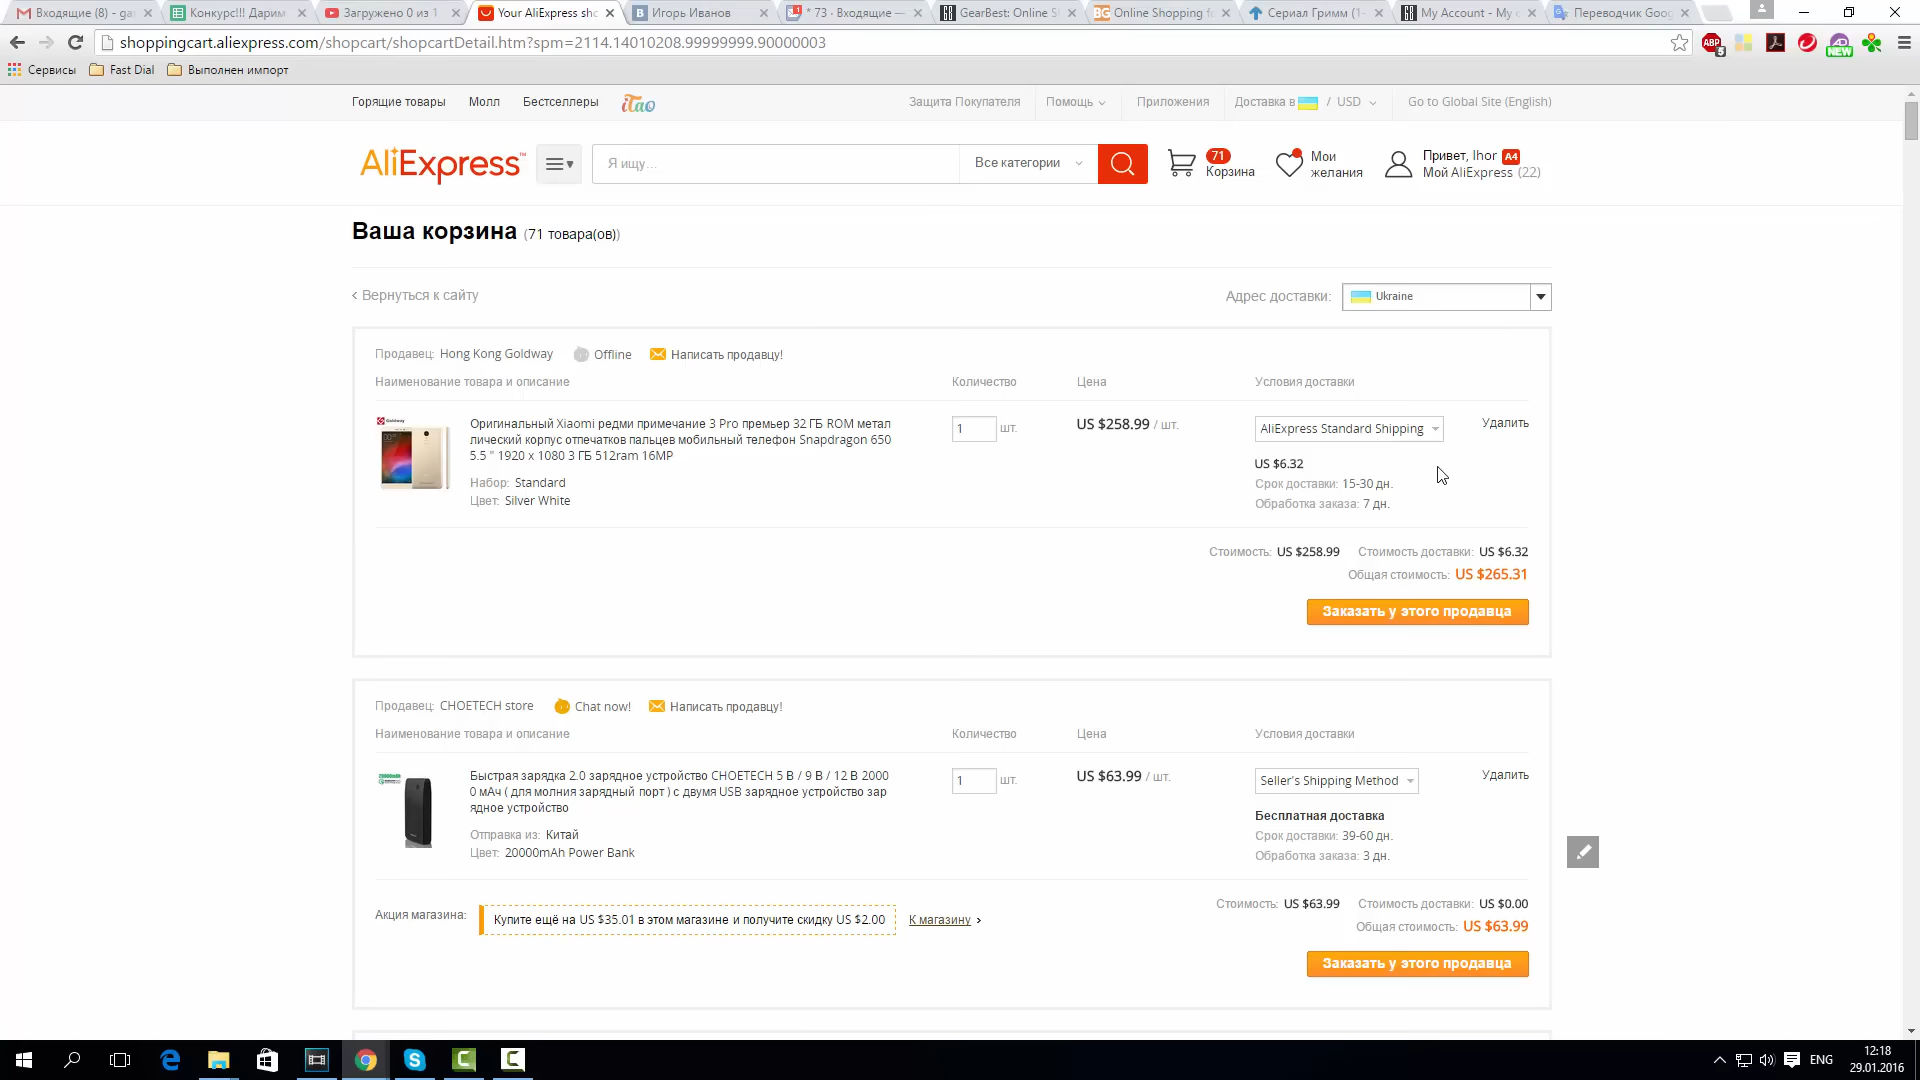 Входящие (8) - ga
Конкурс!!! Дарим
Загружено 0 из 1
Your AliExpress sho
Игорь Иванов
* 73 · Входящие —
GearBest: Online S
Online Shopping fo
Сериал Гримм (1-
My Account - My c
Переводчик Goog
shoppingcart.aliexpress.com/shopcart/shopcartDetail.htm?spm=2114.14010208.99999999.90000003
Сервисы
Fast Dial
Выполнен импорт
Горящие товары
Молл
Бестселлеры
iTao
Защита Покупателя
Помощь
Приложения
Доставка в / USD
Go to Global Site (English)
AliExpress™
Я ищу...
Все категории
71
Корзина
Мои
желания
Привет, Ihor A4
Мой AliExpress (22)
Ваша корзина (71 товара(ов))
Вернуться к сайту
Адрес доставки: Ukraine
Продавец: Hong Kong Goldway Offline Написать продавцу!
Наименование товара и описание Количество Цена Условия доставки
Оригинальный Xiaomi редми примечание 3 Pro премьер 32 ГБ ROM метал
лический корпус отпечатков пальцев мобильный телефон Snapdragon 650
5.5 " 1920 x 1080 3 ГБ 512ram 16MP
Набор: Standard
Цвет: Silver White
1 шт.
US $258.99 / шт.
AliExpress Standard Shipping
Удалить
US $6.32
Срок доставки: 15-30 дн.
Обработка заказа: 7 дн.
Стоимость: US $258.99 Стоимость доставки: US $6.32
Общая стоимость: US $265.31
Заказать у этого продавца
Продавец: CHOETECH store Chat now! Написать продавцу!
Наименование товара и описание Количество Цена Условия доставки
Быстрая зарядка 2.0 зарядное устройство CHOETECH 5 В / 9 В / 12 В 2000
0 мАч ( для молния зарядный порт ) с двумя USB зарядное устройство зар
ядное устройство
Отправка из: Китай
Цвет: 20000mAh Power Bank
1 шт.
US $63.99 / шт.
Seller's Shipping Method
Удалить
Бесплатная доставка
Срок доставки: 39-60 дн.
Обработка заказа: 3 дн.
Акция магазина: Купите ещё на US $35.01 в этом магазине и получите скидку US $2.00 К магазину
Стоимость: US $63.99 Стоимость доставки: US $0.00
Общая стоимость: US $63.99
Заказать у этого продавца
ENG
12:18
29.01.2016